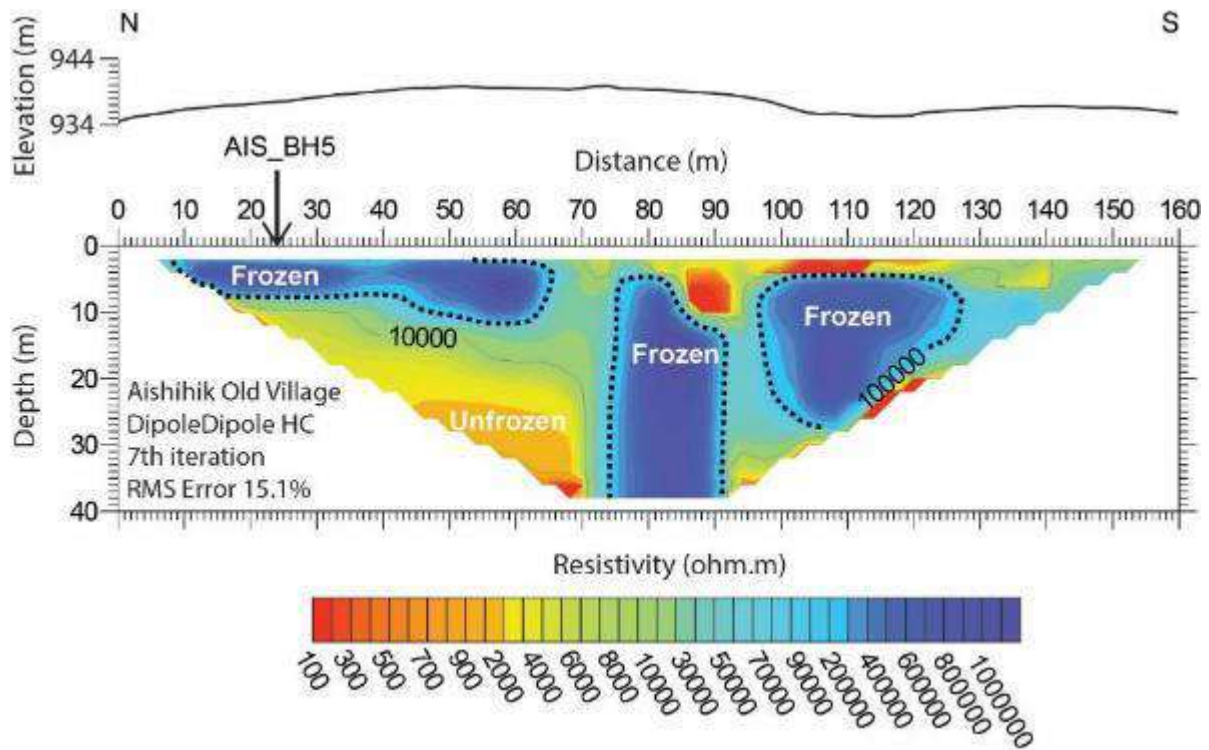 N
S
Elevation (m)
944
934
AIS_BH5
Distance (m)
0 10 20 30 40 50 60 70 80 90 100 110 120 130 140 150 160
Depth (m)
0
10
20
30
40
Frozen
Frozen
Frozen
10000
100000
Unfrozen
Aishihik Old Village
DipoleDipole HC
7th iteration
RMS Error 15.1%
Resistivity (ohm.m)
100 300 500 700 900 2000 4000 6000 8000 10000 30000 50000 70000 90000 200000 400000 600000 800000 1000000